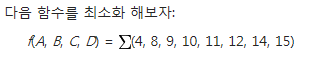 다음 함수를 최소화 해보자:
f(A, B, C, D) = ∑(4, 8, 9, 10, 11, 12, 14, 15)